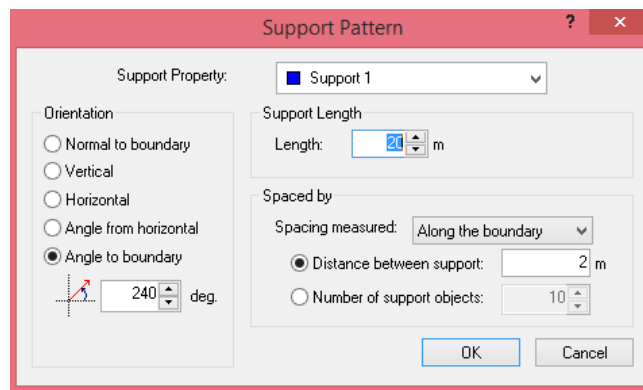 Support Pattern
? ×
Support Property: Support 1
Orientation
Normal to boundary
Vertical
Horizontal
Angle from horizontal
Angle to boundary
240 deg.
Support Length
Length: 20 m
Spaced by
Spacing measured: Along the boundary
Distance between support: 2 m
Number of support objects: 10
OK Cancel